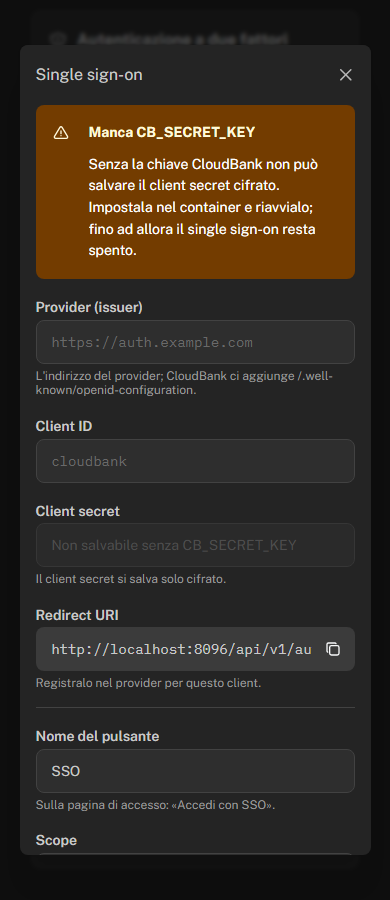 Autenticazione a due fattori
Single sign-on
Manca CB_SECRET_KEY
Senza la chiave CloudBank non può
salvare il client secret cifrato.
Impostala nel container e riavvialo;
fino ad allora il single sign-on resta
spento.
Provider (issuer)
https://auth.example.com
L'indirizzo del provider; CloudBank ci aggiunge /.well-
known/openid-configuration.
Client ID
cloudbank
Client secret
Non salvabile senza CB_SECRET_KEY
Il client secret si salva solo cifrato.
Redirect URI
http://localhost:8096/api/v1/au
Registralo nel provider per questo client.
Nome del pulsante
SSO
Sulla pagina di accesso: «Accedi con SSO».
Scope